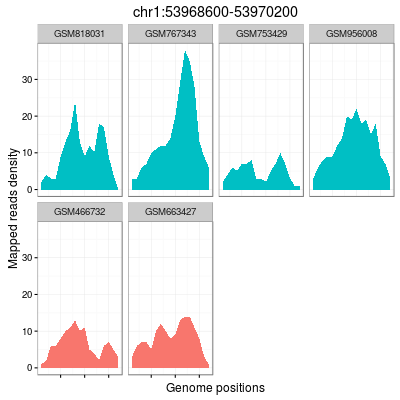 chr1:53968600-53970200
GSM818031 GSM767343 GSM753429 GSM956008
30
20
10
0
Mapped reads density
GSM466732 GSM663427
30
20
10
0
Genome positions